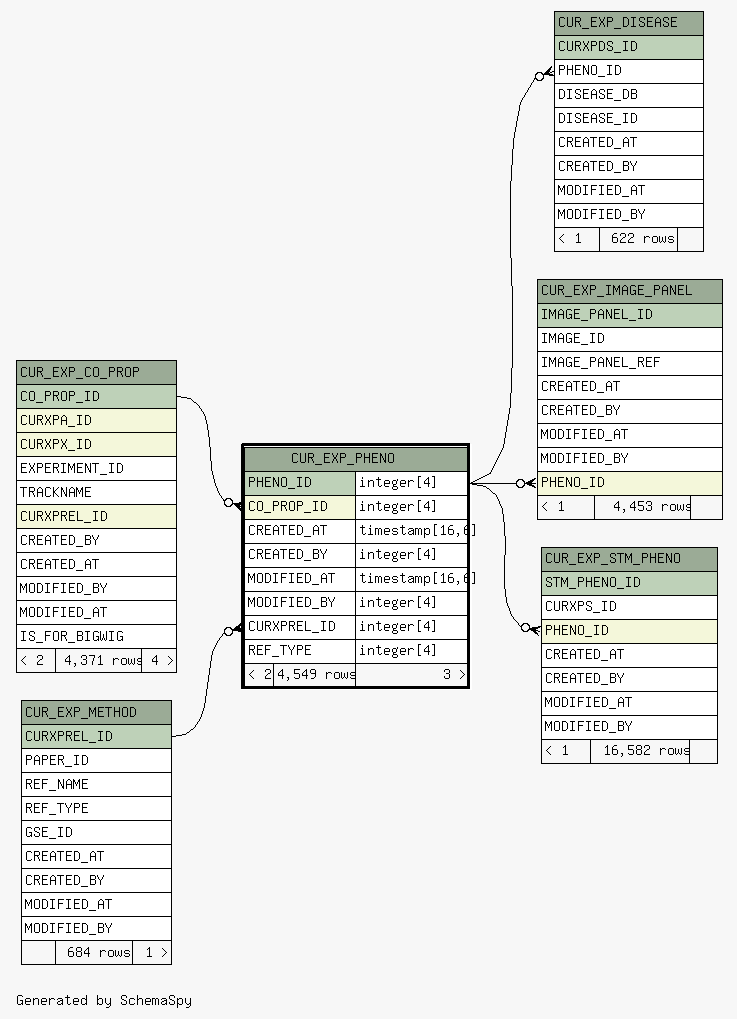 CUR_EXP_DISEASE
CURXPDS_ID
PHENO_ID
DISEASE_DB
DISEASE_ID
CREATED_AT
CREATED_BY
MODIFIED_AT
MODIFIED_BY
< 1 622 rows
CUR_EXP_IMAGE_PANEL
IMAGE_PANEL_ID
IMAGE_ID
IMAGE_PANEL_REF
CREATED_AT
CREATED_BY
MODIFIED_AT
MODIFIED_BY
PHENO_ID
< 1 4,453 rows
CUR_EXP_CO_PROP
CO_PROP_ID
CURXPA_ID
CURXPX_ID
EXPERIMENT_ID
TRACKNAME
CURXPREL_ID
CREATED_BY
CREATED_AT
MODIFIED_BY
MODIFIED_AT
IS_FOR_BIGWIG
< 2 4,371 rows 4 >
CUR_EXP_PHENO
PHENO_ID integer[4]
CO_PROP_ID integer[4]
CREATED_AT timestamp[16,6]
CREATED_BY integer[4]
MODIFIED_AT timestamp[16,6]
MODIFIED_BY integer[4]
CURXPREL_ID integer[4]
REF_TYPE integer[4]
< 2 4,549 rows 3 >
CUR_EXP_STM_PHENO
STM_PHENO_ID
CURXPS_ID
PHENO_ID
CREATED_AT
CREATED_BY
MODIFIED_AT
MODIFIED_BY
< 1 16,582 rows
CUR_EXP_METHOD
CURXPREL_ID
PAPER_ID
REF_NAME
REF_TYPE
GSE_ID
CREATED_AT
CREATED_BY
MODIFIED_AT
MODIFIED_BY
684 rows 1 >
Generated by SchemaSpy